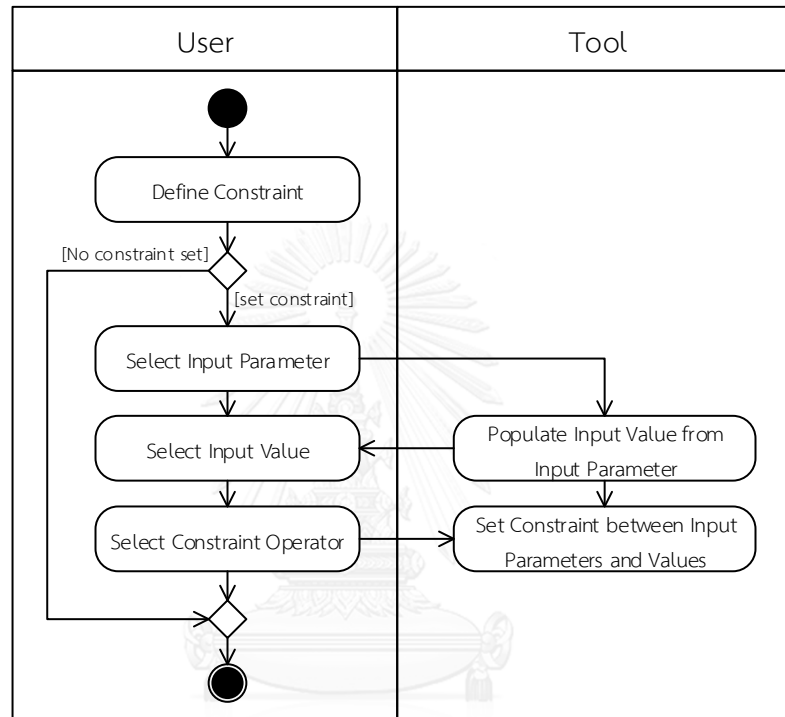 User
Tool
Define Constraint
[No constraint set]
[set constraint]
Select Input Parameter
Select Input Value
Populate Input Value from
Input Parameter
Select Constraint Operator
Set Constraint between Input
Parameters and Values